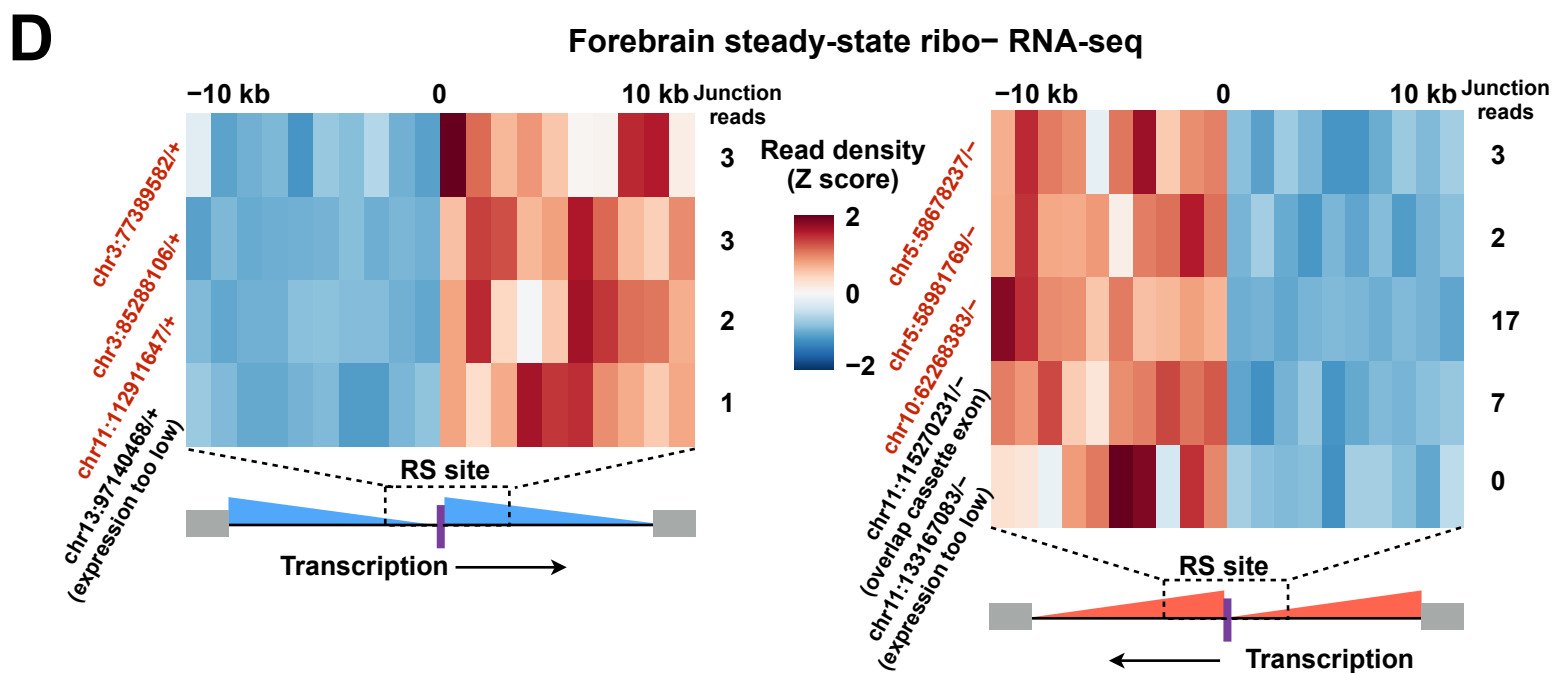 D
Forebrain steady-state ribo− RNA-seq
−10 kb 0 10 kb Junction reads
chr3:77389582/+ 3
chr3:85288106/+ 3
chr11:112911647/+ 2
chr13:97140468/+
(expression too low) 1
RS site
Transcription
Read density
(Z score)
2
0
−2
−10 kb 0 10 kb Junction reads
chr5:58678237/− 3
chr5:58981769/− 2
chr10:62268383/− 17
chr11:115270231/−
(overlap cassette exon) 7
chr11:133167083/−
(expression too low) 0
RS site
Transcription